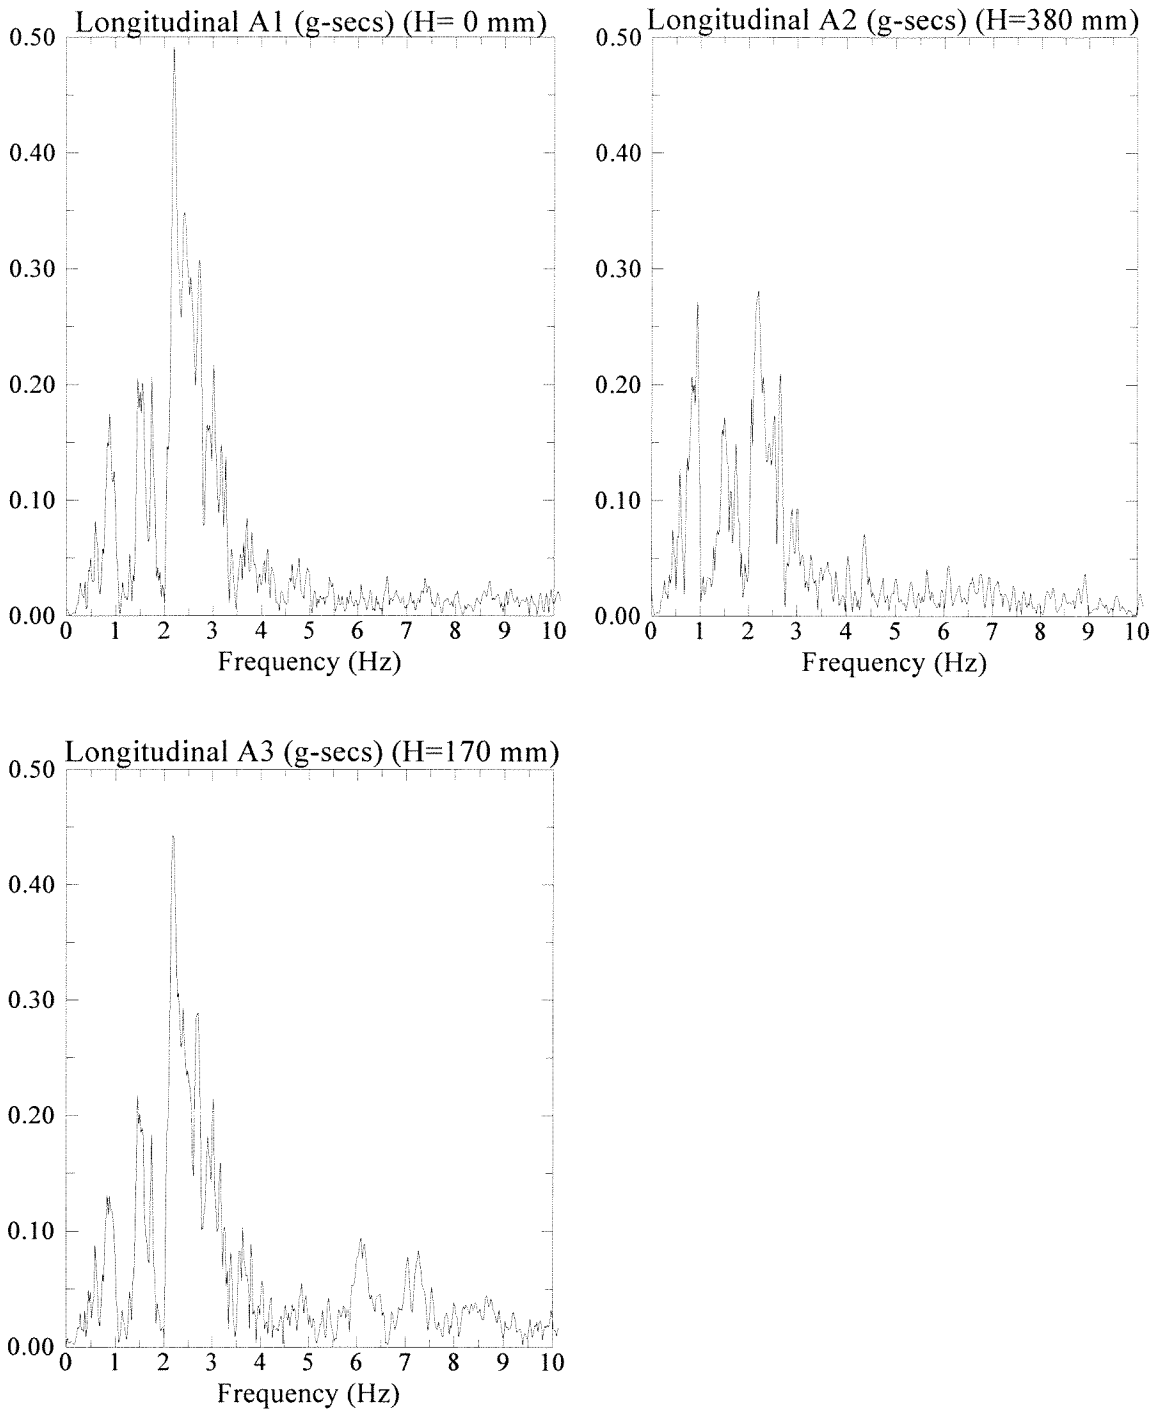 Longitudinal A1 (g-secs) (H= 0 mm)
0.50
0.40
0.30
0.20
0.10
0.00
0 1 2 3 4 5 6 7 8 9 10
Frequency (Hz)
Longitudinal A2 (g-secs) (H=380 mm)
0.50
0.40
0.30
0.20
0.10
0.00
0 1 2 3 4 5 6 7 8 9 10
Frequency (Hz)
Longitudinal A3 (g-secs) (H=170 mm)
0.50
0.40
0.30
0.20
0.10
0.00
0 1 2 3 4 5 6 7 8 9 10
Frequency (Hz)